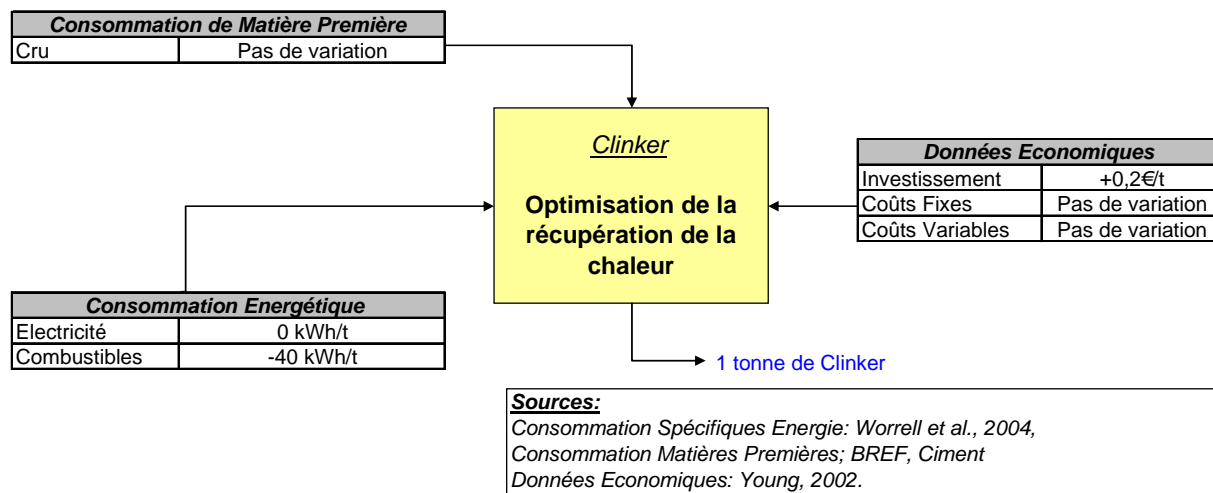 Consommation de Matière Première
Cru Pas de variation
Clinker
Optimisation de la
récupération de la
chaleur
Données Economiques
Investissement +0,2€/t
Coûts Fixes Pas de variation
Coûts Variables Pas de variation
Consommation Energétique
Electricité 0 kWh/t
Combustibles -40 kWh/t
1 tonne de Clinker
Sources:
Consommation Spécifiques Energie: Worrell et al., 2004,
Consommation Matières Premières; BREF, Ciment
Données Economiques: Young, 2002.